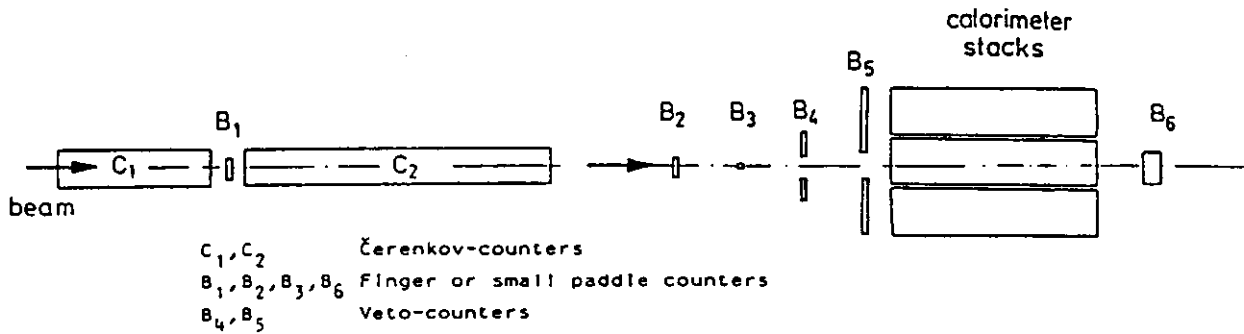 calorimeter
stacks
B₅
B₁ B₂ B₃ B₄ B₆
C₁ C₂
beam
C₁,C₂ Čerenkov-counters
B₁,B₂,B₃,B₆ Finger or small paddle counters
B₄,B₅ Veto-counters